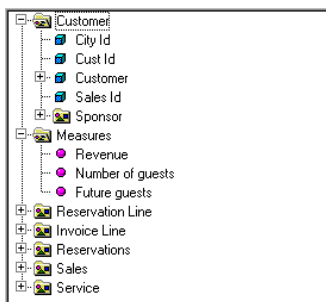 Customer
City Id
Cust Id
Customer
Sales Id
Sponsor
Measures
Revenue
Number of guests
Future guests
Reservation Line
Invoice Line
Reservations
Sales
Service